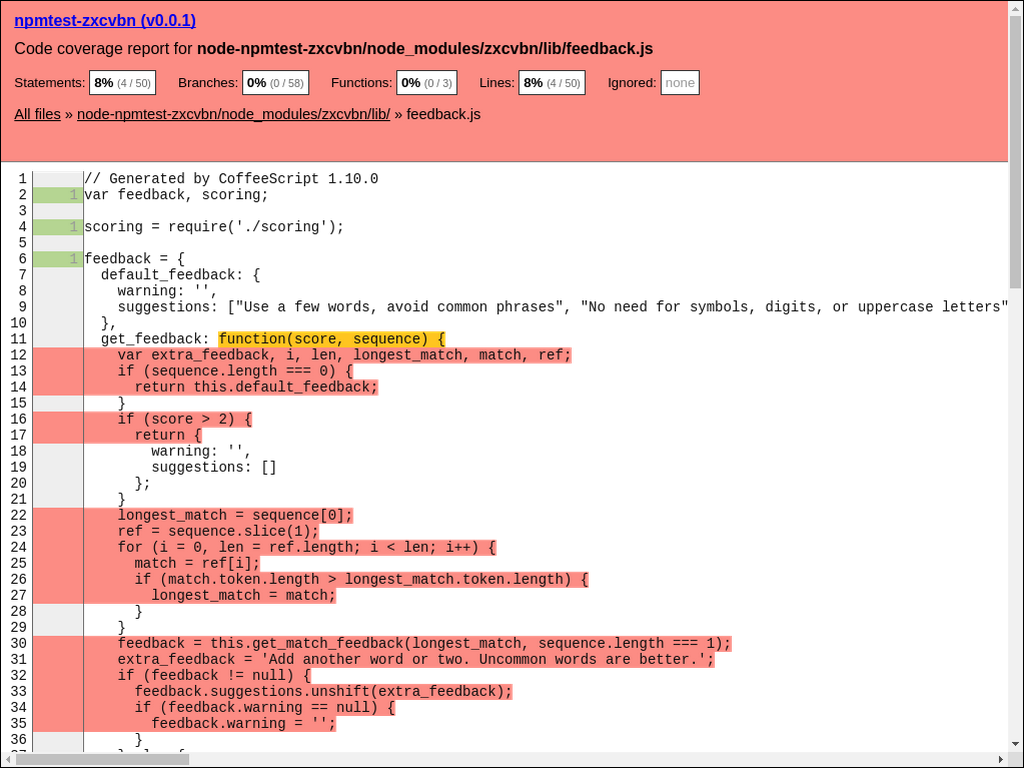 npmtest-zxcvbn (v0.0.1)
Code coverage report for node-npmtest-zxcvbn/node_modules/zxcvbn/lib/feedback.js
Statements: 8% (4 / 50) Branches: 0% (0 / 58) Functions: 0% (0 / 3) Lines: 8% (4 / 50) Ignored: none
All files » node-npmtest-zxcvbn/node_modules/zxcvbn/lib/ » feedback.js
1 // Generated by CoffeeScript 1.10.0
2 1 var feedback, scoring;
3
4 1 scoring = require('./scoring');
5
6 1 feedback = {
7 default_feedback: {
8 warning: '',
9 suggestions: ["Use a few words, avoid common phrases", "No need for symbols, digits, or uppercase letters"
10 },
11 get_feedback: function(score, sequence) {
12 var extra_feedback, i, len, longest_match, match, ref;
13 if (sequence.length === 0) {
14 return this.default_feedback;
15 }
16 if (score > 2) {
17 return {
18 warning: '',
19 suggestions: []
20 };
21 }
22 longest_match = sequence[0];
23 ref = sequence.slice(1);
24 for (i = 0, len = ref.length; i < len; i++) {
25 match = ref[i];
26 if (match.token.length > longest_match.token.length) {
27 longest_match = match;
28 }
29 }
30 feedback = this.get_match_feedback(longest_match, sequence.length === 1);
31 extra_feedback = 'Add another word or two. Uncommon words are better.';
32 if (feedback != null) {
33 feedback.suggestions.unshift(extra_feedback);
34 if (feedback.warning == null) {
35 feedback.warning = '';
36 }